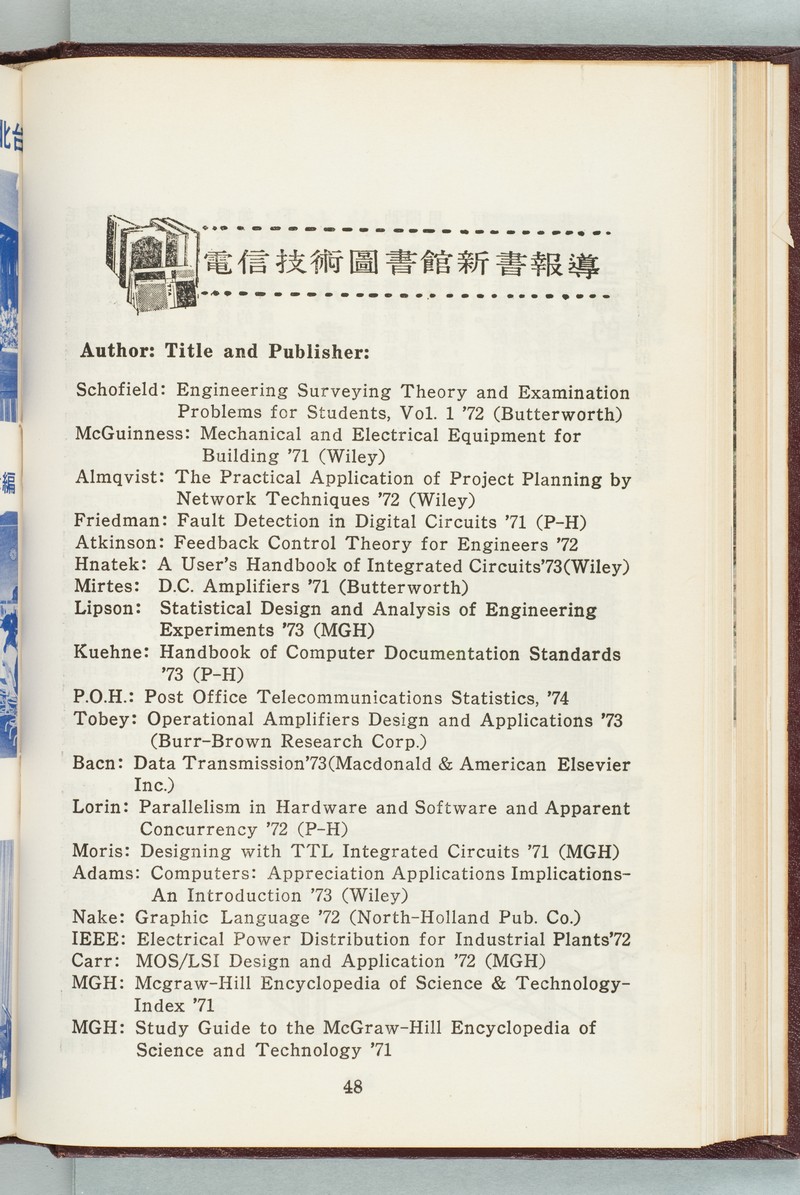 北台
編
電信技術圖書館新書報導
Author: Title and Publisher:
Schofield: Engineering Surveying Theory and Examination
Problems for Students, Vol. 1 ’72 (Butterworth)
McGuinness: Mechanical and Electrical Equipment for
Building ’71 (Wiley)
Almqvist: The Practical Application of Project Planning by
Network Techniques ’72 (Wiley)
Friedman: Fault Detection in Digital Circuits ’71 (P-H)
Atkinson: Feedback Control Theory for Engineers ’72
Hnatek: A User’s Handbook of Integrated Circuits’73(Wiley)
Mirtes: D.C. Amplifiers ’71 (Butterworth)
Lipson: Statistical Design and Analysis of Engineering
Experiments ’73 (MGH)
Kuehne: Handbook of Computer Documentation Standards
’73 (P-H)
P.O.H.: Post Office Telecommunications Statistics, ’74
Tobey: Operational Amplifiers Design and Applications ’73
(Burr-Brown Research Corp.)
Bacn: Data Transmission’73(Macdonald & American Elsevier
Inc.)
Lorin: Parallelism in Hardware and Software and Apparent
Concurrency ’72 (P-H)
Moris: Designing with TTL Integrated Circuits ’71 (MGH)
Adams: Computers: Appreciation Applications Implications-
An Introduction ’73 (Wiley)
Nake: Graphic Language ’72 (North-Holland Pub. Co.)
IEEE: Electrical Power Distribution for Industrial Plants’72
Carr: MOS/LSI Design and Application ’72 (MGH)
MGH: Mcgraw-Hill Encyclopedia of Science & Technology-
Index ’71
MGH: Study Guide to the McGraw-Hill Encyclopedia of
Science and Technology ’71
48